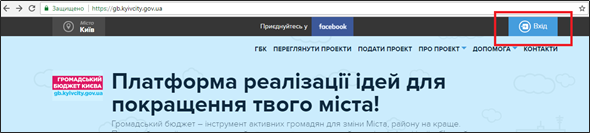 Защищено https://gb.kyivcity.gov.ua
Місто
Київ
Приєднуйтесь у facebook
Вхід
ГБК ПЕРЕГЛЯНУТИ ПРОЕКТИ ПОДАТИ ПРОЕКТ ПРО ПРОЕКТ ДОПОМОГА КОНТАКТИ
ГРОМАДСЬКИЙ
БЮДЖЕТ КИЄВА
gb.kyivcity.gov.ua
Платформа реалізації ідей для
покращення твого міста!
Громадський бюджет – інструмент активних громадян для зміни Міста, району на краще.